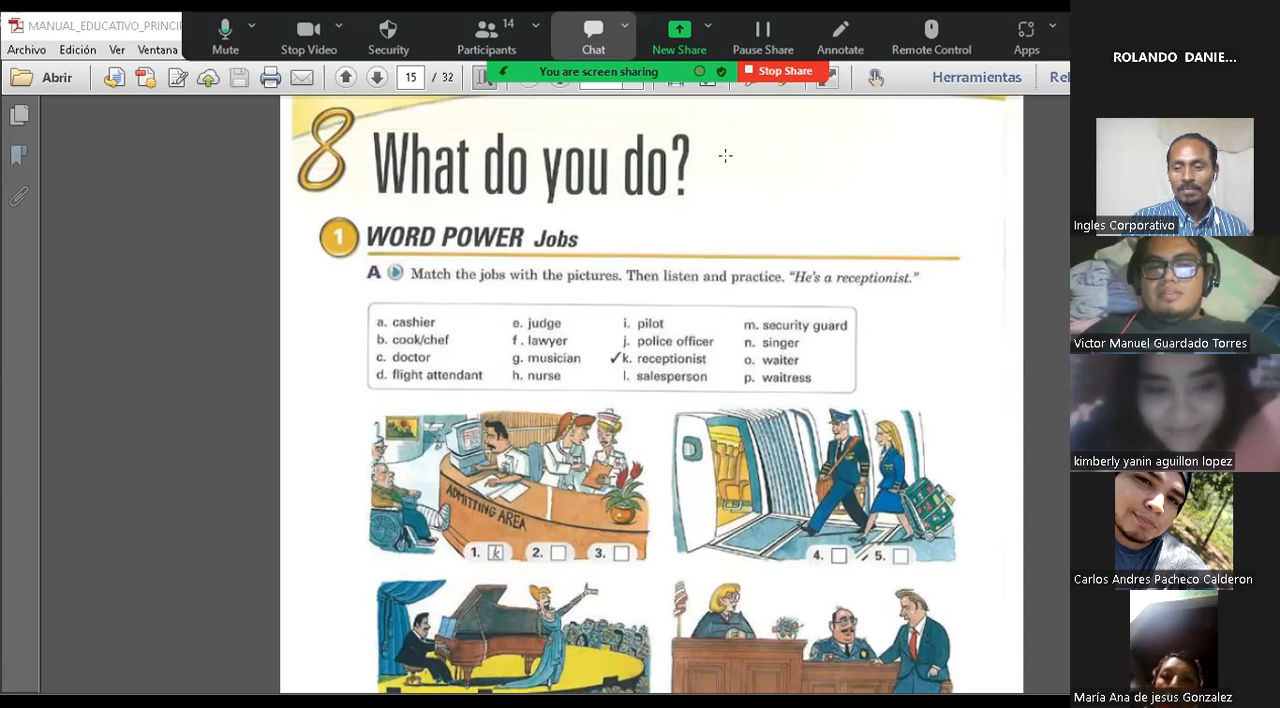 MANUAL_EDUCATIVO_PRINCIP
Mute
Stop Video
Security
Participants
14
Chat
New Share
Pause Share
Annotate
Remote Control
Apps
Archivo Edición Ver Ventana
You are screen sharing
Stop Share
Abrir
15 / 32
Herramientas
8 What do you do?
1 WORD POWER Jobs
A Match the jobs with the pictures. Then listen and practice. "He's a receptionist."
a. cashier
b. cook/chef
c. doctor
d. flight attendant
e. judge
f. lawyer
g. musician
h. nurse
i. pilot
j. police officer
✓k. receptionist
l. salesperson
m. security guard
n. singer
o. waiter
p. waitress
ADMITTING AREA
1. k 2. 3.
4. 5.
ROLANDO DANIE...
Ingles Corporativo
Victor Manuel Guardado Torres
kimberly yanin aguillon lopez
Carlos Andres Pacheco Calderon
María Ana de jesus Gonzalez